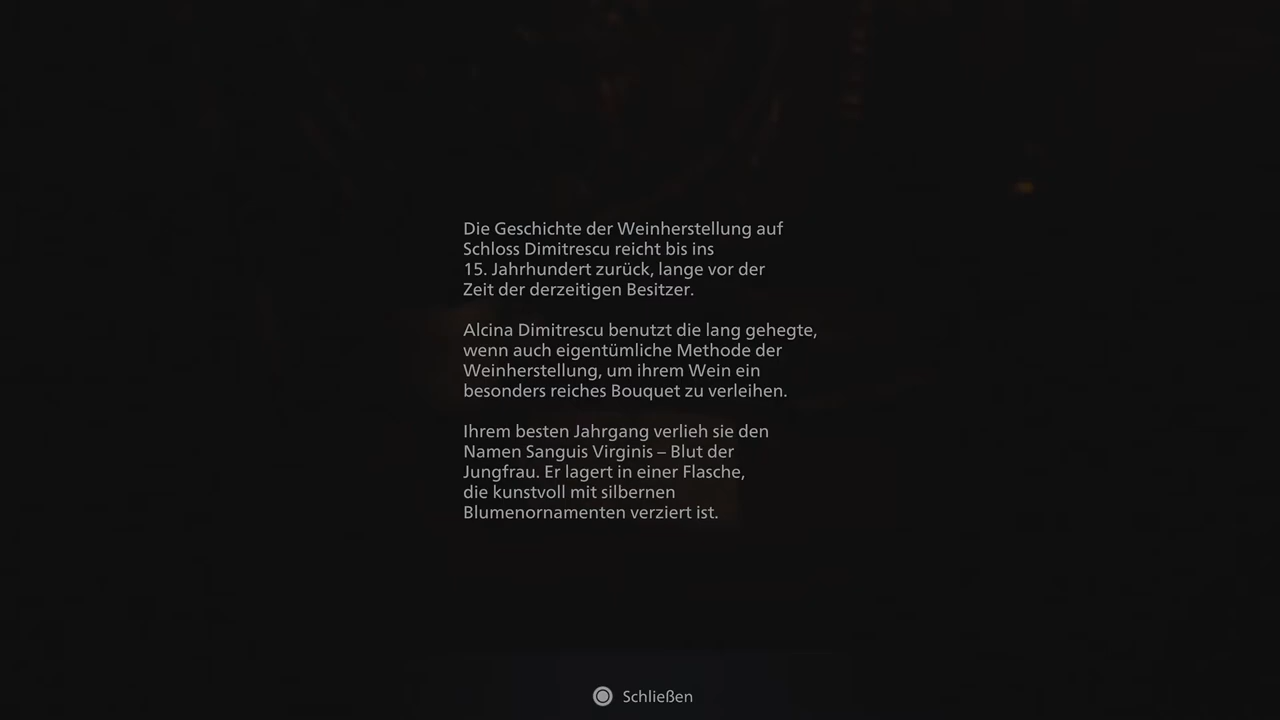 Die Geschichte der Weinherstellung auf
Schloss Dimitrescu reicht bis ins
15. Jahrhundert zurück, lange vor der
Zeit der derzeitigen Besitzer.
Alcina Dimitrescu benutzt die lang gehegte,
wenn auch eigentümliche Methode der
Weinherstellung, um ihrem Wein ein
besonders reiches Bouquet zu verleihen.
Ihrem besten Jahrgang verlieh sie den
Namen Sanguis Virginis – Blut der
Jungfrau. Er lagert in einer Flasche,
die kunstvoll mit silbernen
Blumenornamenten verziert ist.
Schließen